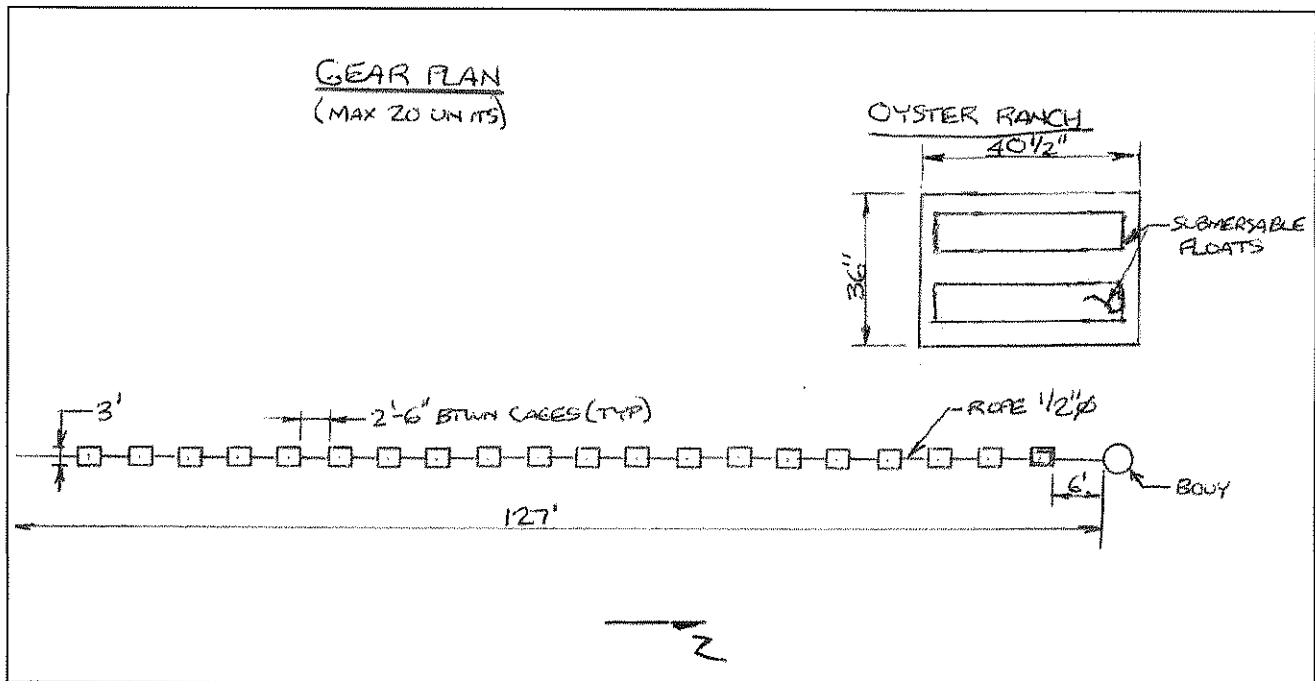 GEAR PLAN
(MAX 20 UNITS)
OYSTER RANCH
40 1/2"
36"
SUBMERSABLE
FLOATS
3'
2'-6" BTWN CAGES (TYP)
ROPE 1/2"Ø
6'
BOUY
127'
Z